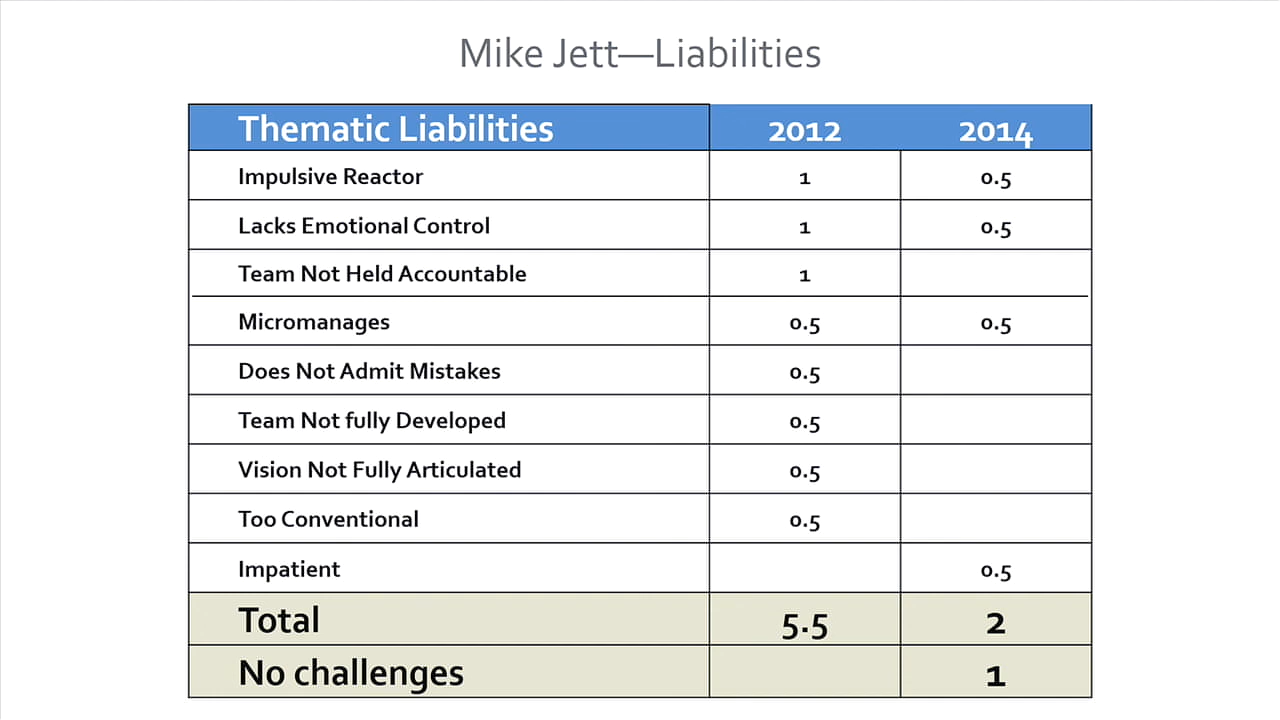 Mike Jett—Liabilities
Thematic Liabilities 2012 2014
Impulsive Reactor 1 0.5
Lacks Emotional Control 1 0.5
Team Not Held Accountable 1
Micromanages 0.5 0.5
Does Not Admit Mistakes 0.5
Team Not fully Developed 0.5
Vision Not Fully Articulated 0.5
Too Conventional 0.5
Impatient 0.5
Total 5.5 2
No challenges 1